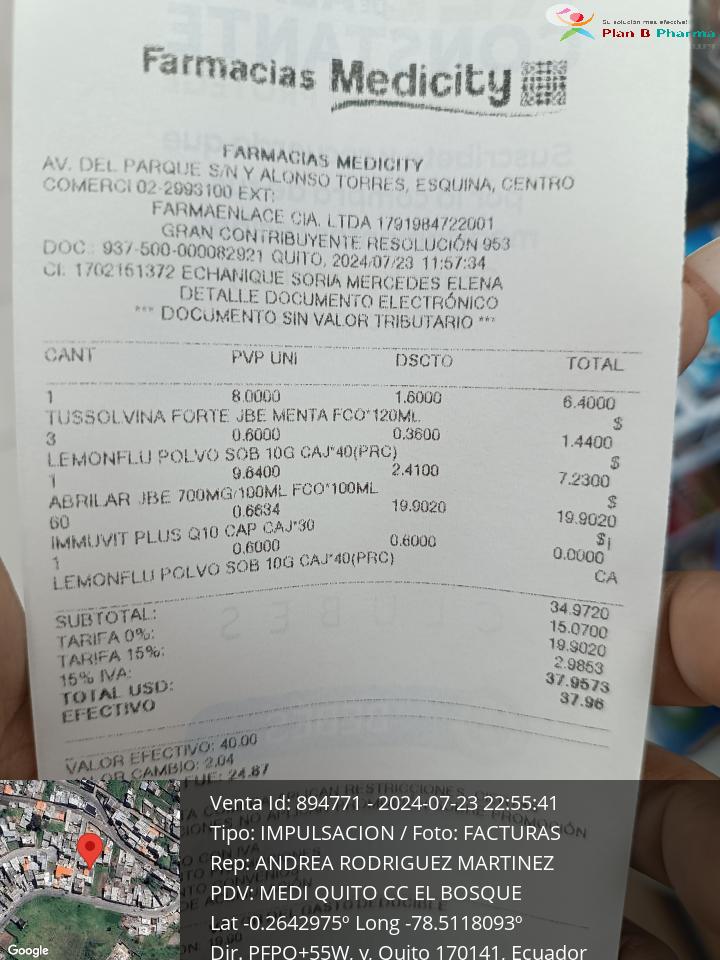 Su solución mas efectiva!
Plan B Pharma
Farmacias Medicity
FARMACIAS MEDICITY
AV. DEL PARQUE S/N Y ALONSO TORRES, ESQUINA, CENTRO
COMERCI 02-2993100 EXT:
FARMAENLACE CIA. LTDA 1791984722001
GRAN CONTRIBUYENTE RESOLUCIÓN 953
DOC.: 937-500-000082921 QUITO, 2024/07/23 11:57:34
CI: 1702151372 ECHANIQUE SORIA MERCEDES ELENA
DETALLE DOCUMENTO ELECTRÓNICO
*** DOCUMENTO SIN VALOR TRIBUTARIO ***
CANT PVP UNI DSCTO TOTAL
1 8.0000 1.6000 6.4000
TUSSOLVINA FORTE JBE MENTA FCO*120ML $
3 0.6000 0.3600 1.4400
LEMONFLU POLVO SOB 10G CAJ*40(PRC) $
1 9.6400 2.4100 7.2300
ABRILAR JBE 700MG/100ML FCO*100ML $
60 0.6634 19.9020 19.9020
IMMUVIT PLUS Q10 CAP CAJ*30 $i
1 0.6000 0.6000 0.0000
LEMONFLU POLVO SOB 10G CAJ*40(PRC) CA
SUBTOTAL: 34.9720
TARIFA 0%: 15.0700
TARIFA 15%: 19.9020
15% IVA: 2.9853
TOTAL USD: 37.9573
EFECTIVO 37.96
VALOR EFECTIVO: 40.00
OR CAMBIO: 2.04
FUE: 24.87
Venta Id: 894771 - 2024-07-23 22:55:41
Tipo: IMPULSACION / Foto: FACTURAS
Rep: ANDREA RODRIGUEZ MARTINEZ
PDV: MEDI QUITO CC EL BOSQUE
Lat -0.2642975º Long -78.5118093º
Dir. PFPQ+55W, y, Quito 170141, Ecuador
Google